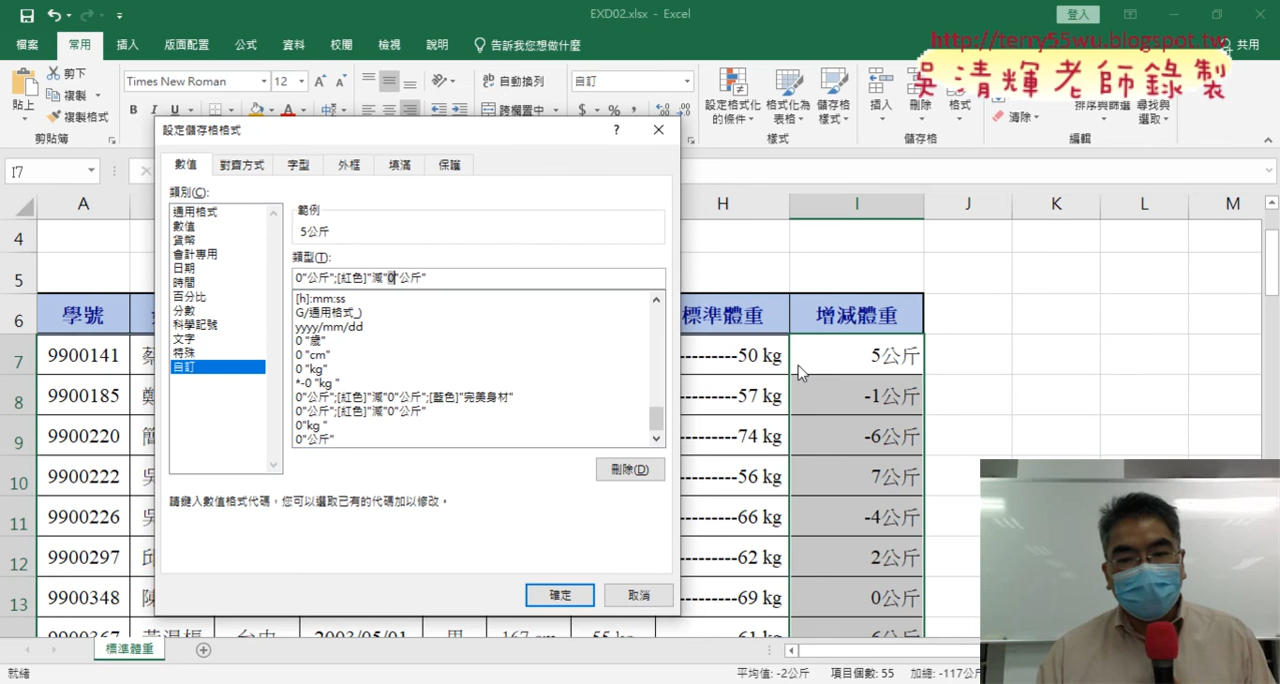 EXD02.xlsx - Excel
登入
檔案 常用 插入 版面配置 公式 資料 校閱 檢視 說明 告訴我您想做什麼 共用
http://terry55wu.blogspot.tw
吳清輝老師錄製
貼上 剪下 複製 複製格式 剪貼簿
Times New Roman 12 自動換列 自訂
B I U 跨欄置中 $ % ,
設定格式化的條件 格式化為表格 儲存格樣式 樣式
插入 刪除 格式 儲存格
清除 排序與篩選 尋找與選取 編輯
I7
設定儲存格格式 ?
數值 對齊方式 字型 外框 填滿 保護
類別(C):
通用格式
數值
貨幣
會計專用
日期
時間
百分比
分數
科學記號
文字
特殊
自訂
範例
5公斤
類型(T):
0"公斤";[紅色]"減"0"公斤"
[h]:mm:ss
G/通用格式_)
yyyy/mm/dd
0 "歲"
0 "cm"
0 "kg"
*-0 "kg "
0"公斤";[紅色]"減"0"公斤";[藍色]"完美身材"
0"公斤";[紅色]"減"0"公斤"
0"kg "
0"公斤"
刪除(D)
請鍵入數值格式代碼，您可以選取已有的代碼加以修改。
確定 取消
A H I J K L M
4
5
6 學號 標準體重 增減體重
7 9900141 蔡 50 kg 5公斤
8 9900185 鄭 57 kg -1公斤
9 9900220 簡 74 kg -6公斤
10 9900222 吳 56 kg 7公斤
11 9900226 吳 66 kg -4公斤
12 9900297 邱 62 kg 2公斤
13 9900348 陳 69 kg 0公斤
標準體重
就緒 平均值: -2公斤 項目個數: 55 加總: -117公斤